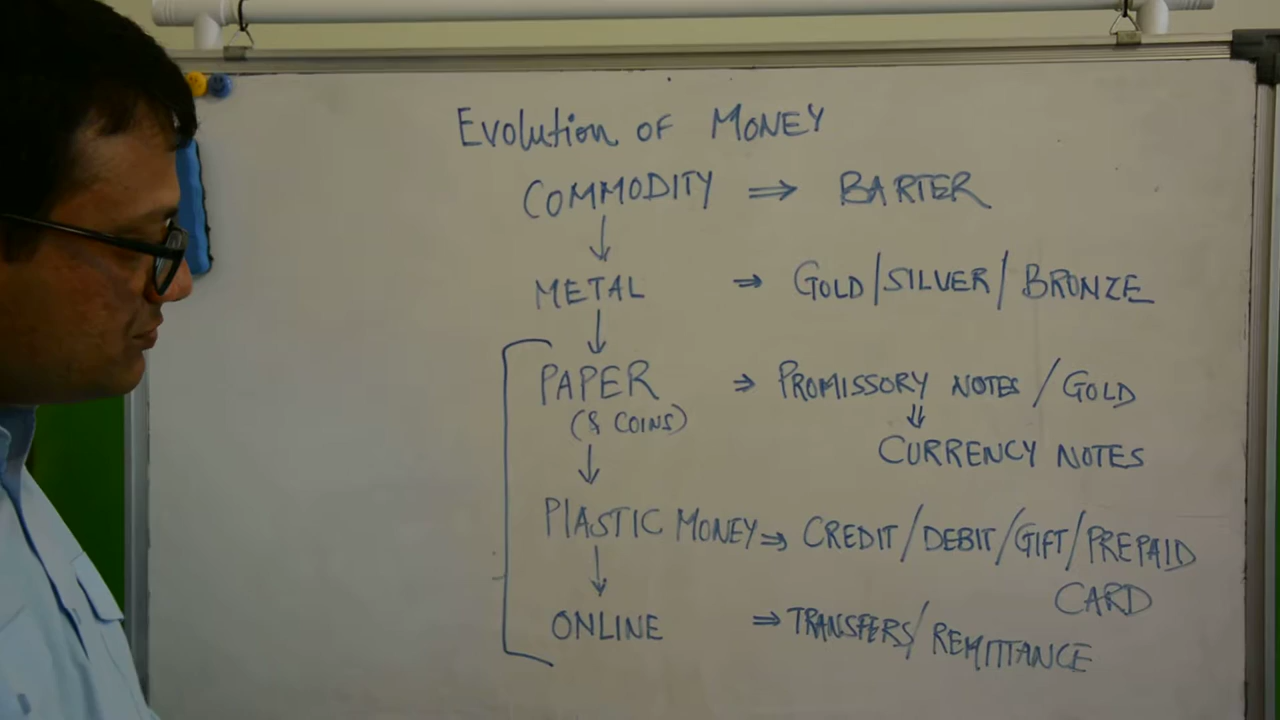 Evolution OF MONEY
COMMODITY ⇒ BARTER
↓
METAL ⇒ GOLD/SILVER/BRONZE
↓
PAPER ⇒ PROMISSORY NOTES/GOLD
(& COINS) ⇓
↓ CURRENCY NOTES
PlASTIC MONEY ⇒ CREDIT/DEBIT/GIFT/PREPAID
↓ CARD
ONLINE ⇒ TRANSFERS/REMITTANCE